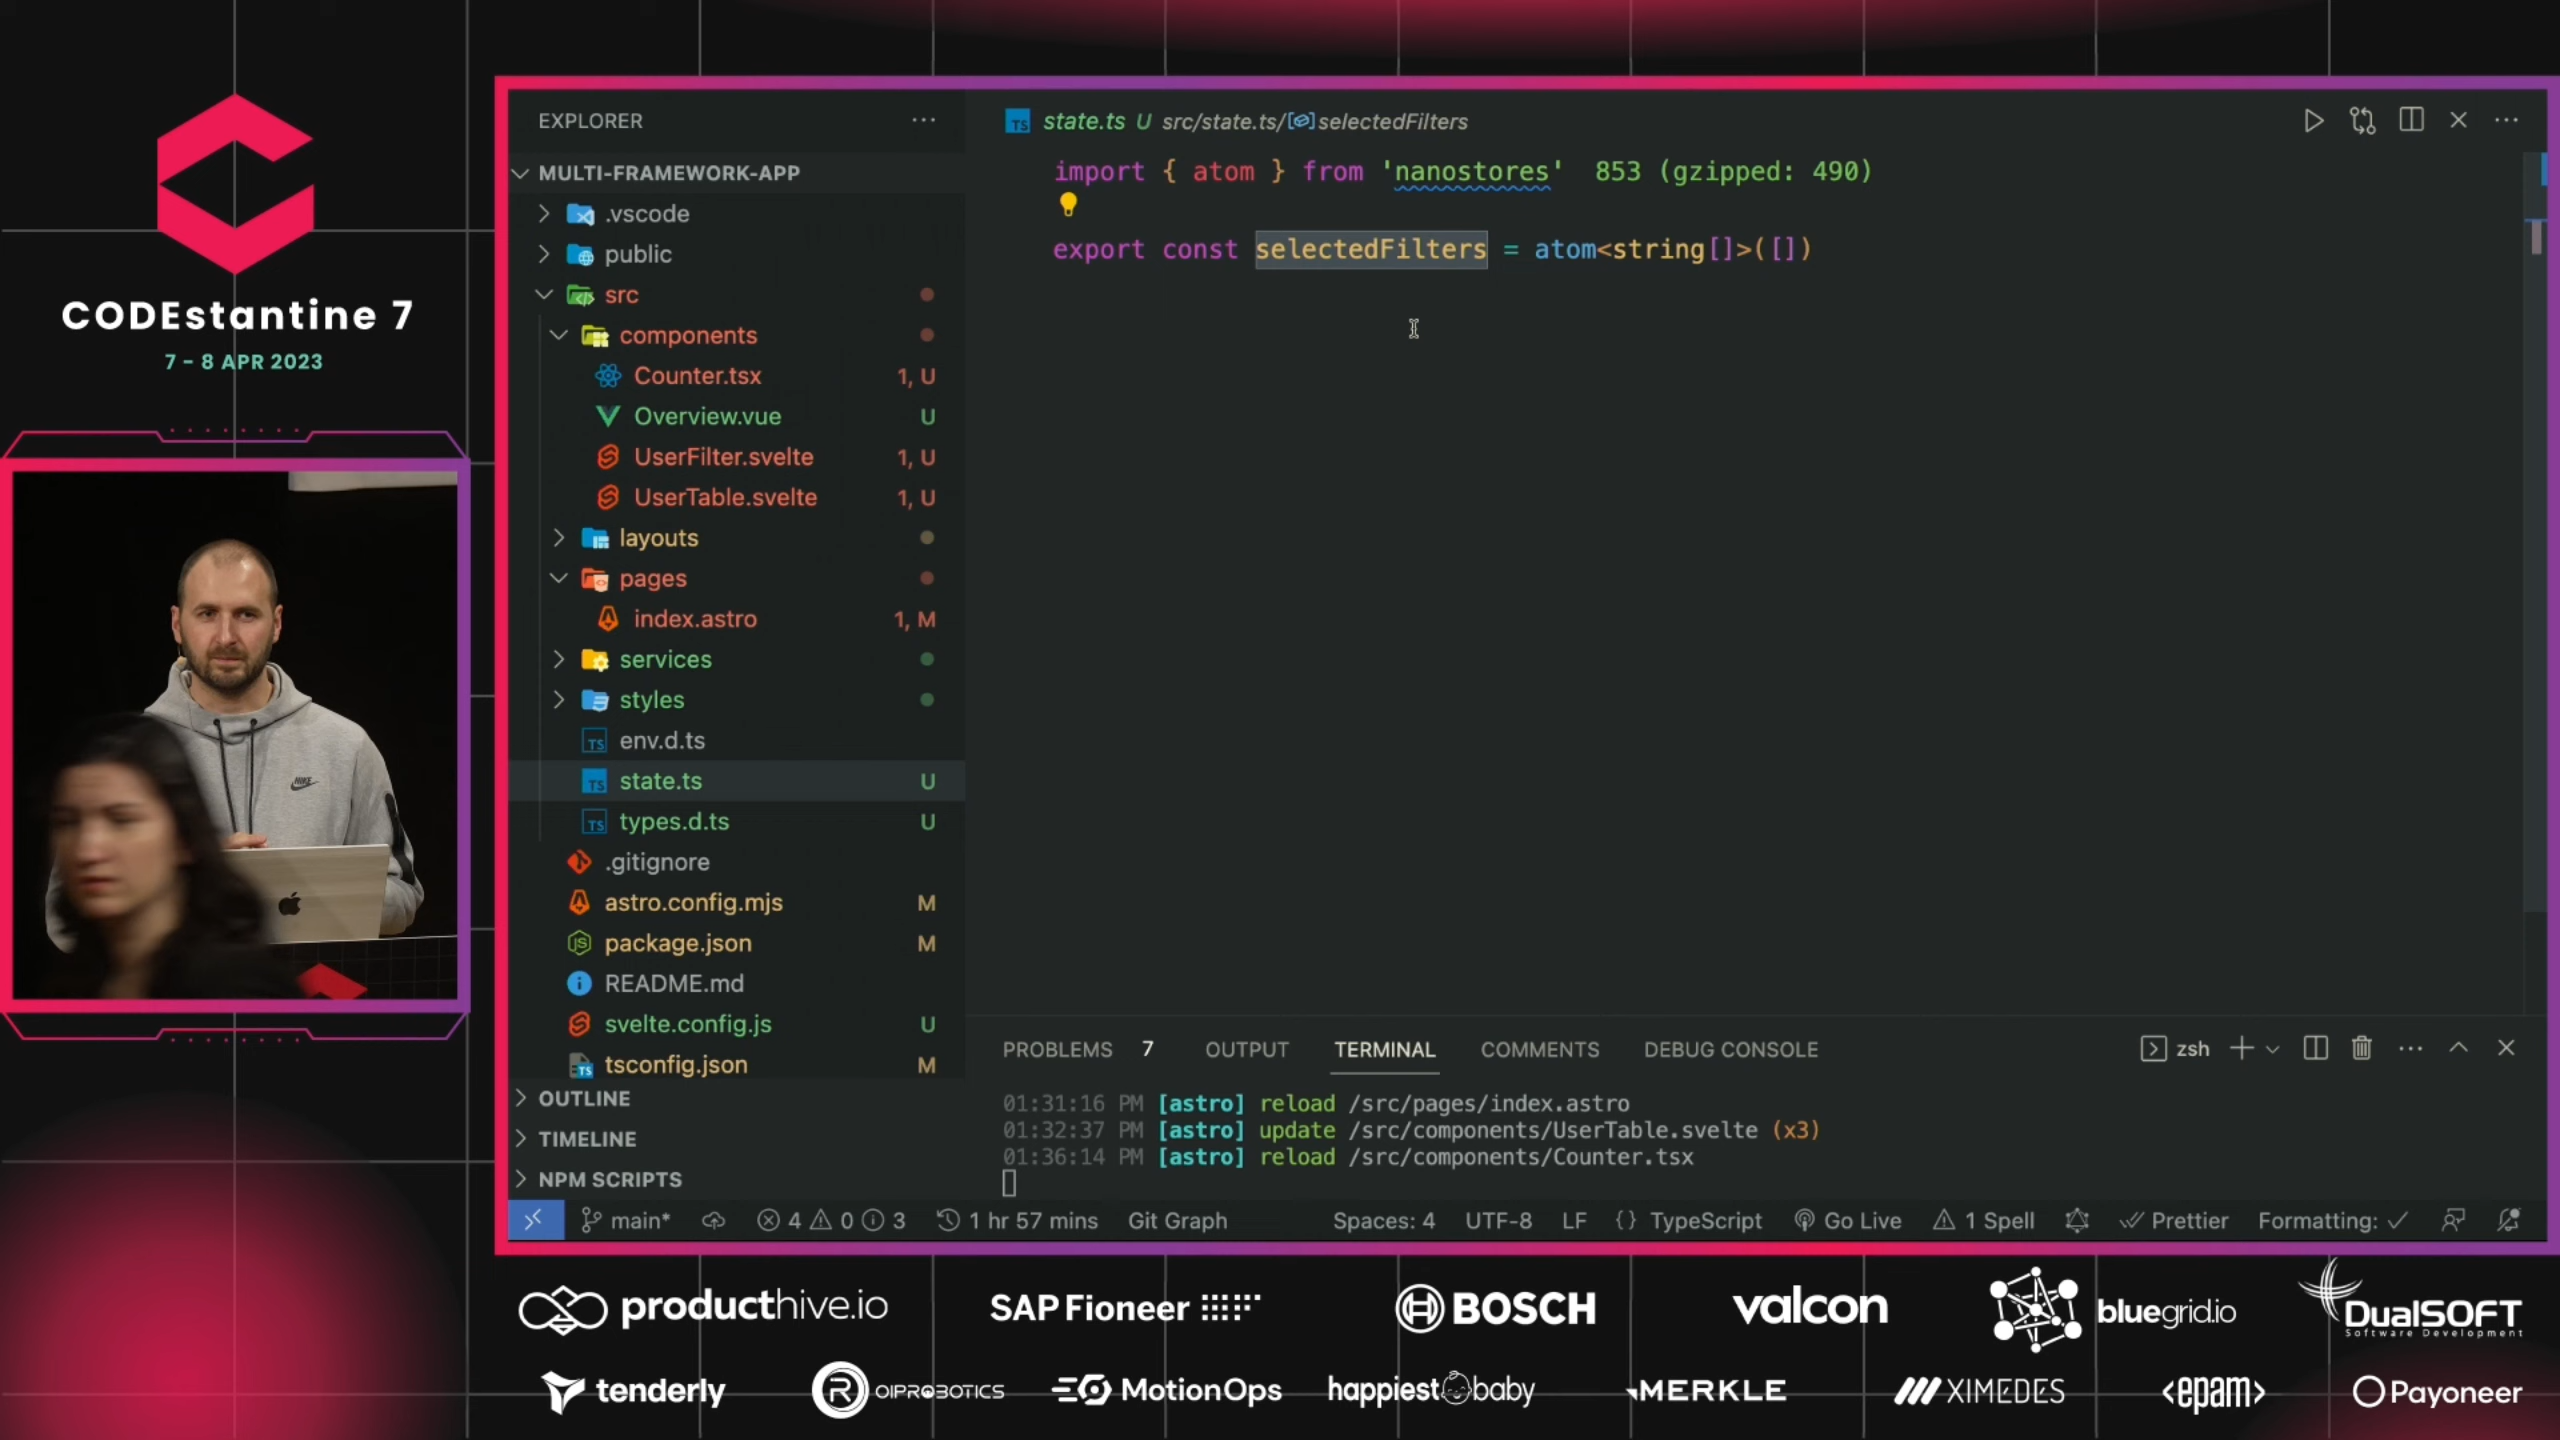 CODEstantine 7
7 - 8 APR 2023
EXPLORER
MULTI-FRAMEWORK-APP
.vscode
public
src
components
Counter.tsx 1, U
Overview.vue U
UserFilter.svelte 1, U
UserTable.svelte 1, U
layouts
pages
index.astro 1, M
services
styles
env.d.ts
state.ts U
types.d.ts U
.gitignore
astro.config.mjs M
package.json M
README.md
svelte.config.js U
tsconfig.json M
OUTLINE
TIMELINE
NPM SCRIPTS
TS state.ts U src/state.ts/selectedFilters
import { atom } from 'nanostores' 853 (gzipped: 490)
export const selectedFilters = atom<string[]>([])
PROBLEMS 7 OUTPUT TERMINAL COMMENTS DEBUG CONSOLE
zsh
01:31:16 PM [astro] reload /src/pages/index.astro
01:32:37 PM [astro] update /src/components/UserTable.svelte (x3)
01:36:14 PM [astro] reload /src/components/Counter.tsx
main* 4 0 3 1 hr 57 mins Git Graph Spaces: 4 UTF-8 LF {} TypeScript Go Live 1 Spell Prettier Formatting: ✓
NIKE
producthive.io SAP Fioneer BOSCH valcon bluegrid.io DualSOFT
Software Development
tenderly R OIPROBOTICS MotionOps happiest baby MERKLE XIMEDES <epam> Payoneer